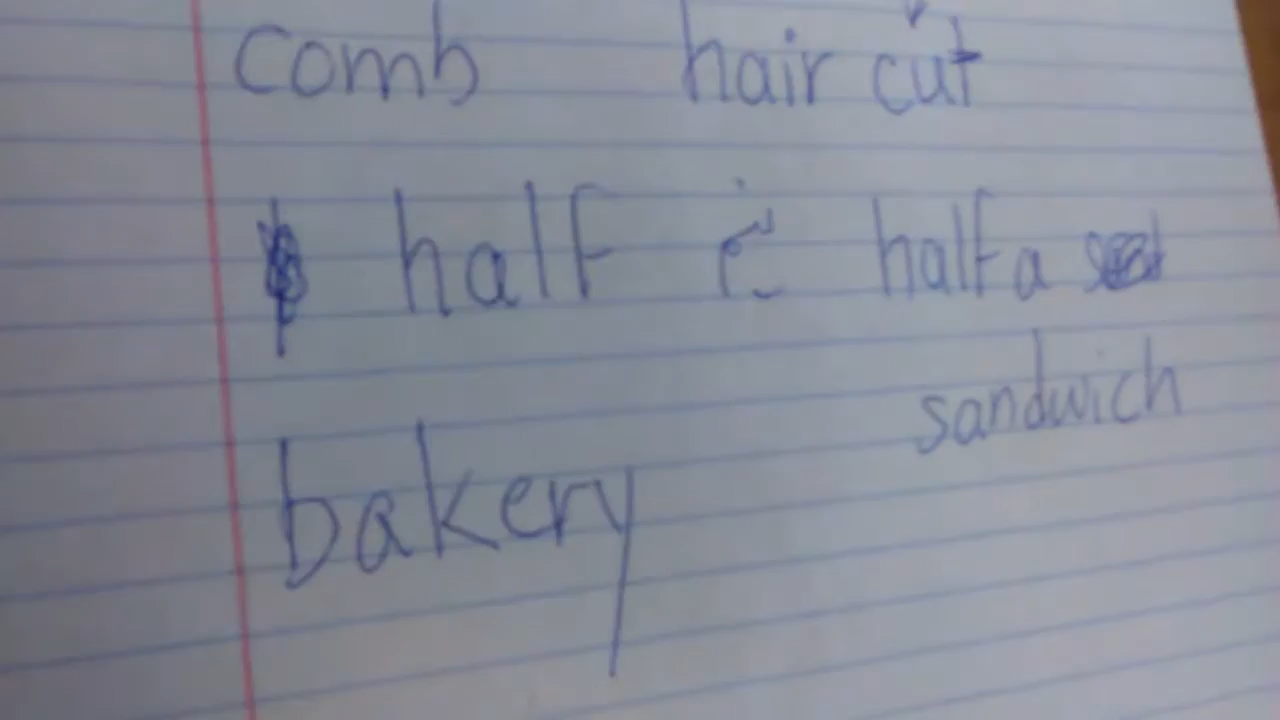 comb hair cut
half half a
sandwich
bakery